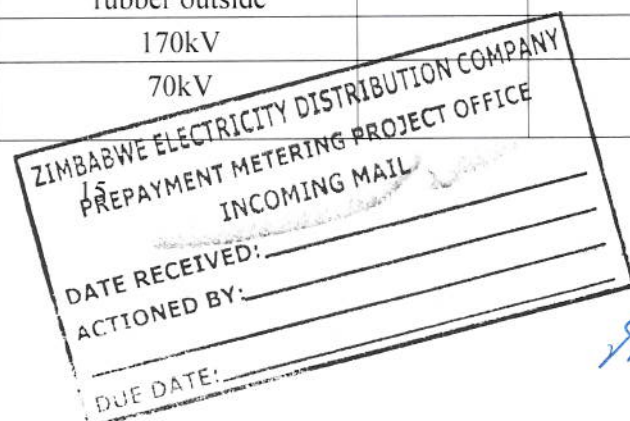 rubber outside
170kV
70kV
ZIMBABWE ELECTRICITY DISTRIBUTION COMPANY
15
PREPAYMENT METERING PROJECT OFFICE
INCOMING MAIL
DATE RECEIVED:
ACTIONED BY:
DUE DATE: